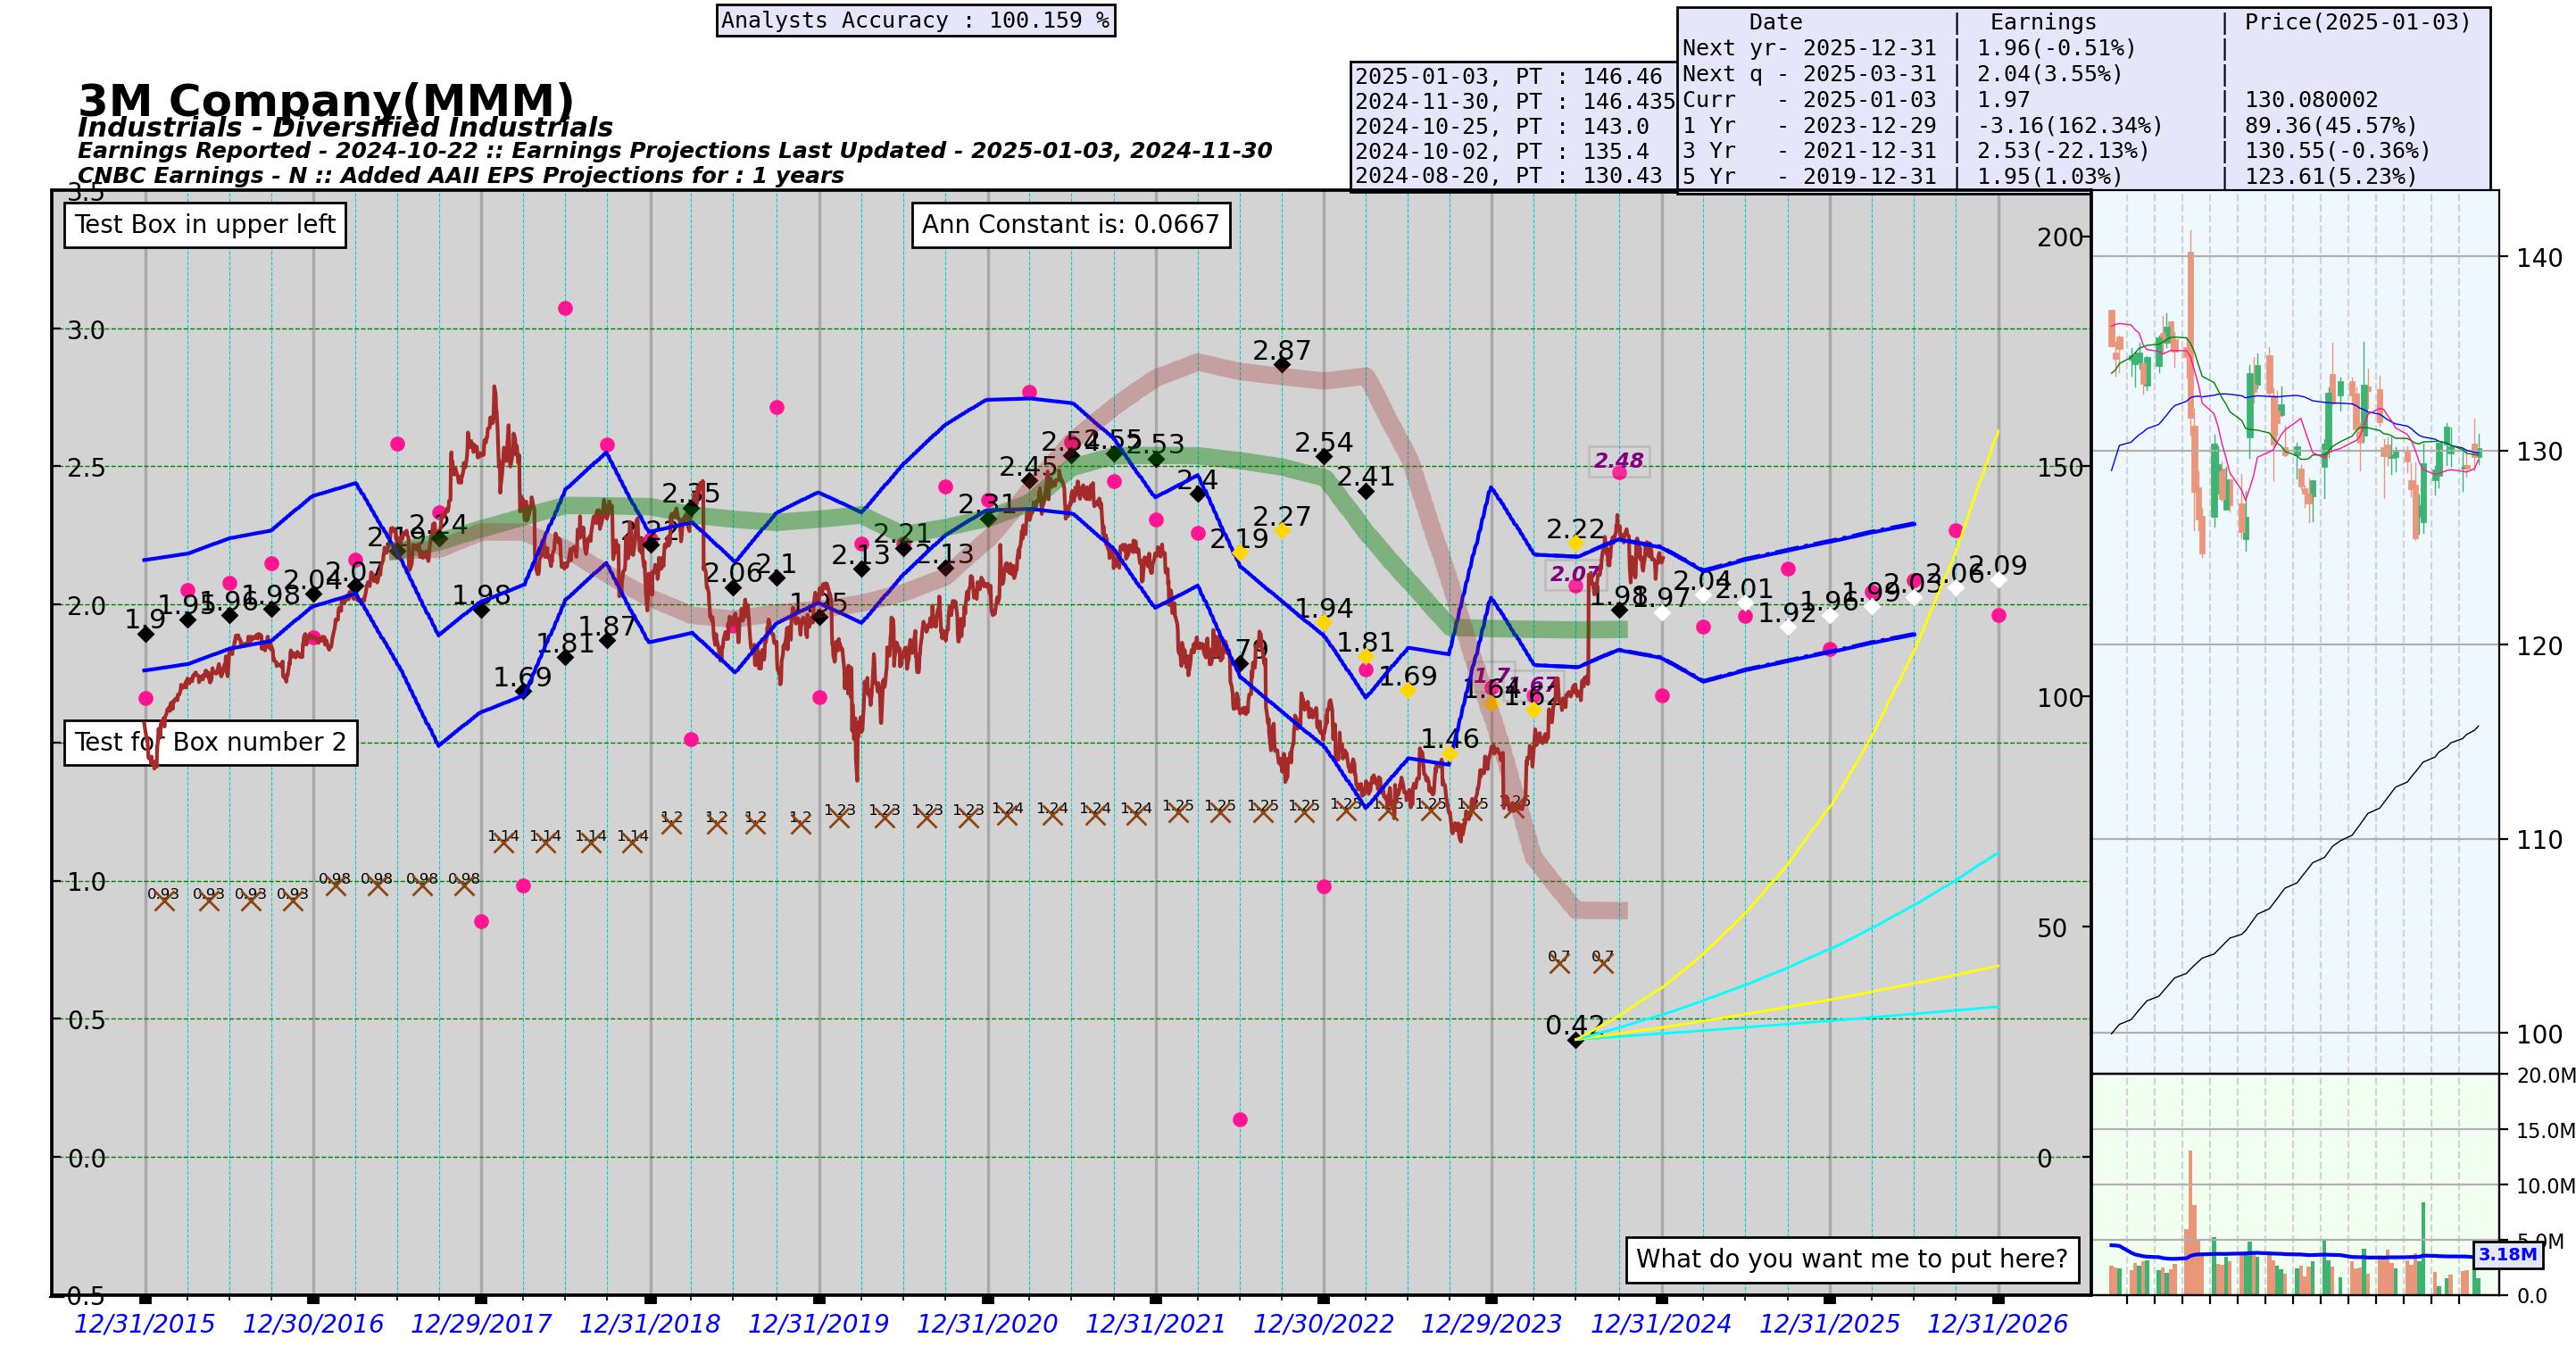 Analysts Accuracy : 100.159 %
Date | Earnings | Price(2025-01-03)
Next yr- 2025-12-31 | 1.96(-0.51%) |
Next q - 2025-03-31 | 2.04(3.55%) |
Curr - 2025-01-03 | 1.97 | 130.080002
1 Yr - 2023-12-29 | -3.16(162.34%) | 89.36(45.57%)
3 Yr - 2021-12-31 | 2.53(-22.13%) | 130.55(-0.36%)
5 Yr - 2019-12-31 | 1.95(1.03%) | 123.61(5.23%)
2025-01-03, PT : 146.46
2024-11-30, PT : 146.435
2024-10-25, PT : 143.0
2024-10-02, PT : 135.4
2024-08-20, PT : 130.43
3M Company(MMM)
Industrials - Diversified Industrials
Earnings Reported - 2024-10-22 :: Earnings Projections Last Updated - 2025-01-03, 2024-11-30
CNBC Earnings - N :: Added AAII EPS Projections for : 1 years
Test Box in upper left
Ann Constant is: 0.0667
Test for Box number 2
What do you want me to put here?
3.5
3.0
2.5
2.0
1.0
0.5
0.0
-0.5
200
150
100
50
0
140
130
120
110
100
20.0M
15.0M
10.0M
5.0M
0.0
3.18M
1.9 1.95 1.96 1.98 2.04 2.07 2.19 2.24 1.98 1.69 1.81 1.87 2.22 2.35 2.06 2.1 1.95 2.13 2.21 2.13 2.31 2.45 2.54 2.55 2.53 2.4 2.19 2.27 2.87 2.54 2.41
1.94 1.81 1.69 1.46 1.64 1.62 2.22 1.98 1.97 2.04 2.01 1.92 1.96 1.99 2.03 2.06 2.09
2.48
2.07
1.7 1.67
0.42
0.93 0.93 0.93 0.93 0.98 0.98 0.98 0.98 1.14 1.14 1.14 1.14 1.2 1.2 1.2 1.2 1.23 1.23 1.23 1.23 1.24 1.24 1.24 1.24 1.25 1.25 1.25 1.25 1.25 1.25 1.25 1.25 1.26
0.7 0.7
12/31/2015 12/30/2016 12/29/2017 12/31/2018 12/31/2019 12/31/2020 12/31/2021 12/30/2022 12/29/2023 12/31/2024 12/31/2025 12/31/2026